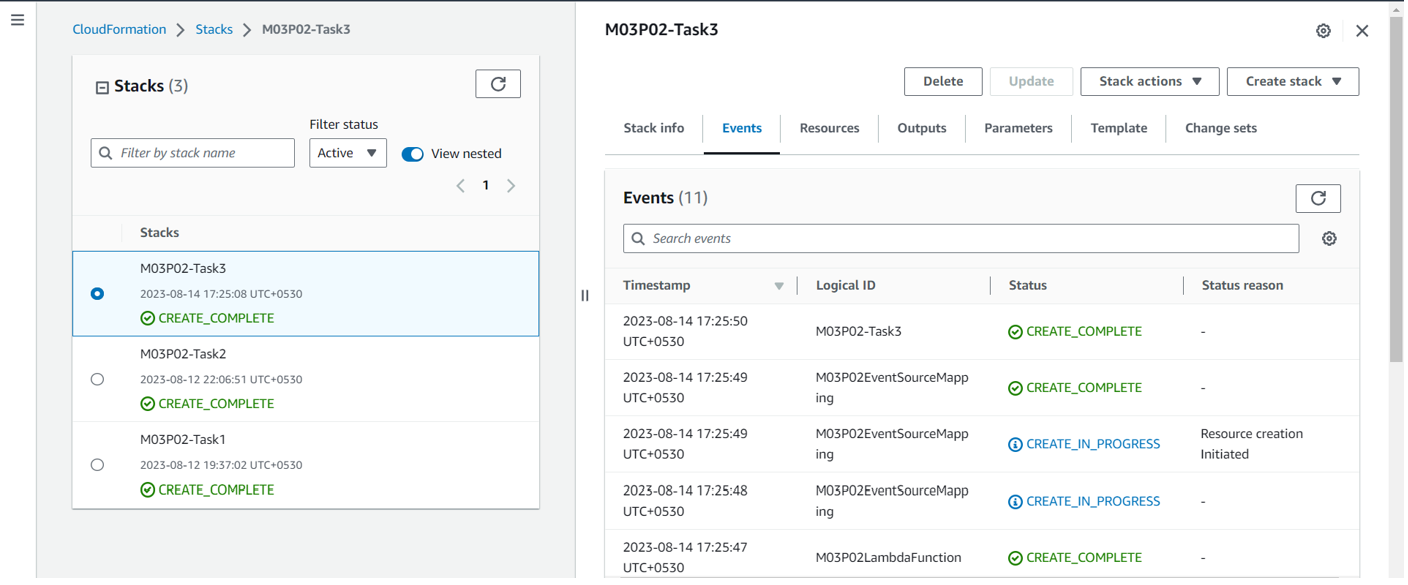 CloudFormation > Stacks > M03P02-Task3
Stacks (3)
Filter status
Filter by stack name
Active
View nested
1
Stacks
M03P02-Task3
2023-08-14 17:25:08 UTC+0530
CREATE_COMPLETE
M03P02-Task2
2023-08-12 22:06:51 UTC+0530
CREATE_COMPLETE
M03P02-Task1
2023-08-12 19:37:02 UTC+0530
CREATE_COMPLETE
M03P02-Task3
Delete Update Stack actions Create stack
Stack info Events Resources Outputs Parameters Template Change sets
Events (11)
Search events
Timestamp Logical ID Status Status reason
2023-08-14 17:25:50
UTC+0530
M03P02-Task3
CREATE_COMPLETE
-
2023-08-14 17:25:49
UTC+0530
M03P02EventSourceMapp
ing
CREATE_COMPLETE
-
2023-08-14 17:25:49
UTC+0530
M03P02EventSourceMapp
ing
CREATE_IN_PROGRESS
Resource creation
Initiated
2023-08-14 17:25:48
UTC+0530
M03P02EventSourceMapp
ing
CREATE_IN_PROGRESS
-
2023-08-14 17:25:47
UTC+0530
M03P02LambdaFunction
CREATE_COMPLETE
-